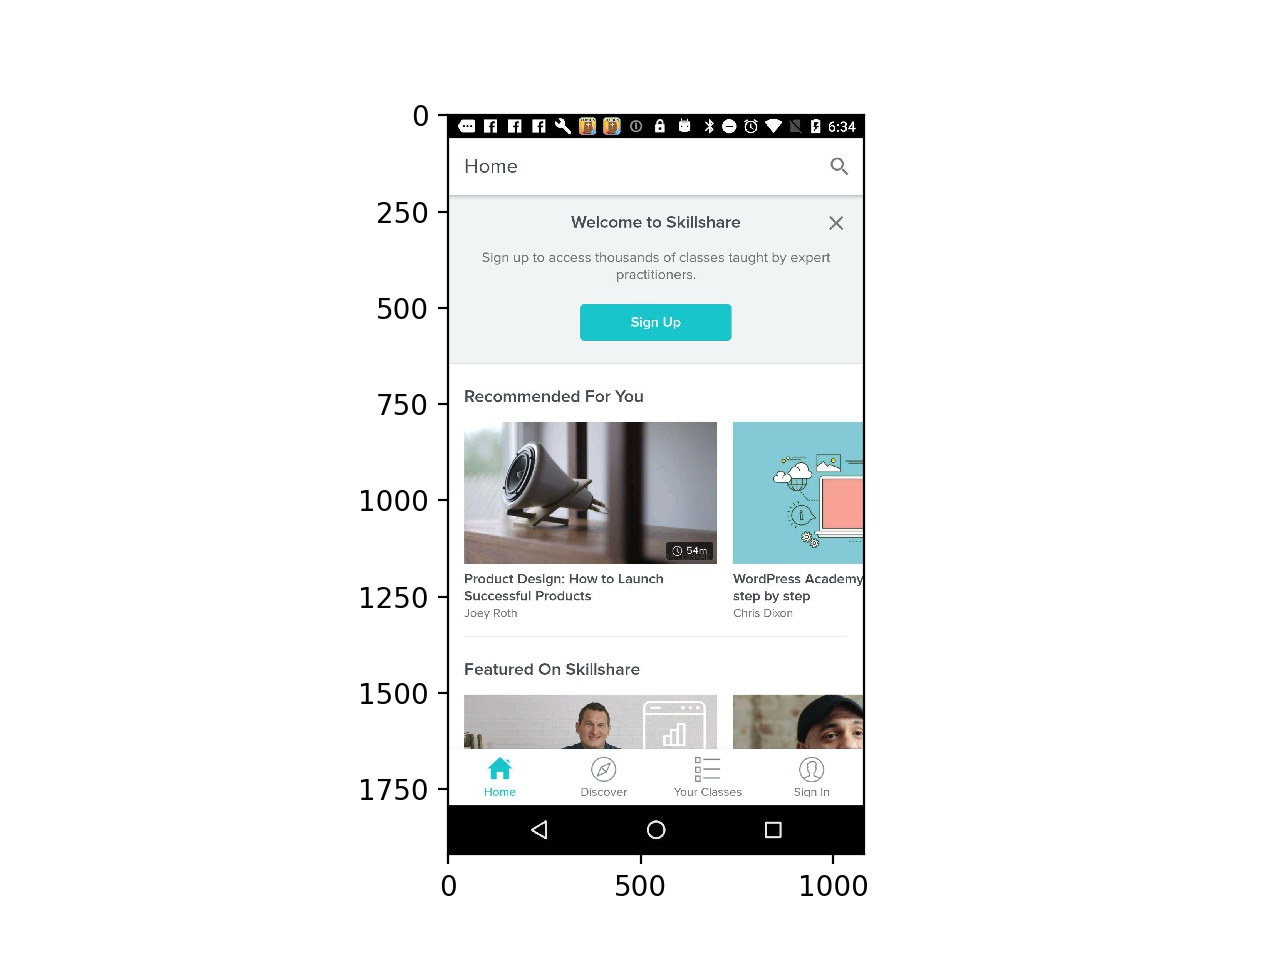 0
250
500
750
1000
1250
1500
1750
0
500
1000
6:34
Home
Welcome to Skillshare
Sign up to access thousands of classes taught by expert
practitioners.
Sign Up
Recommended For You
54m
Product Design: How to Launch
Successful Products
Joey Roth
WordPress Academy
step by step
Chris Dixon
Featured On Skillshare
Home
Discover
Your Classes
Sign In